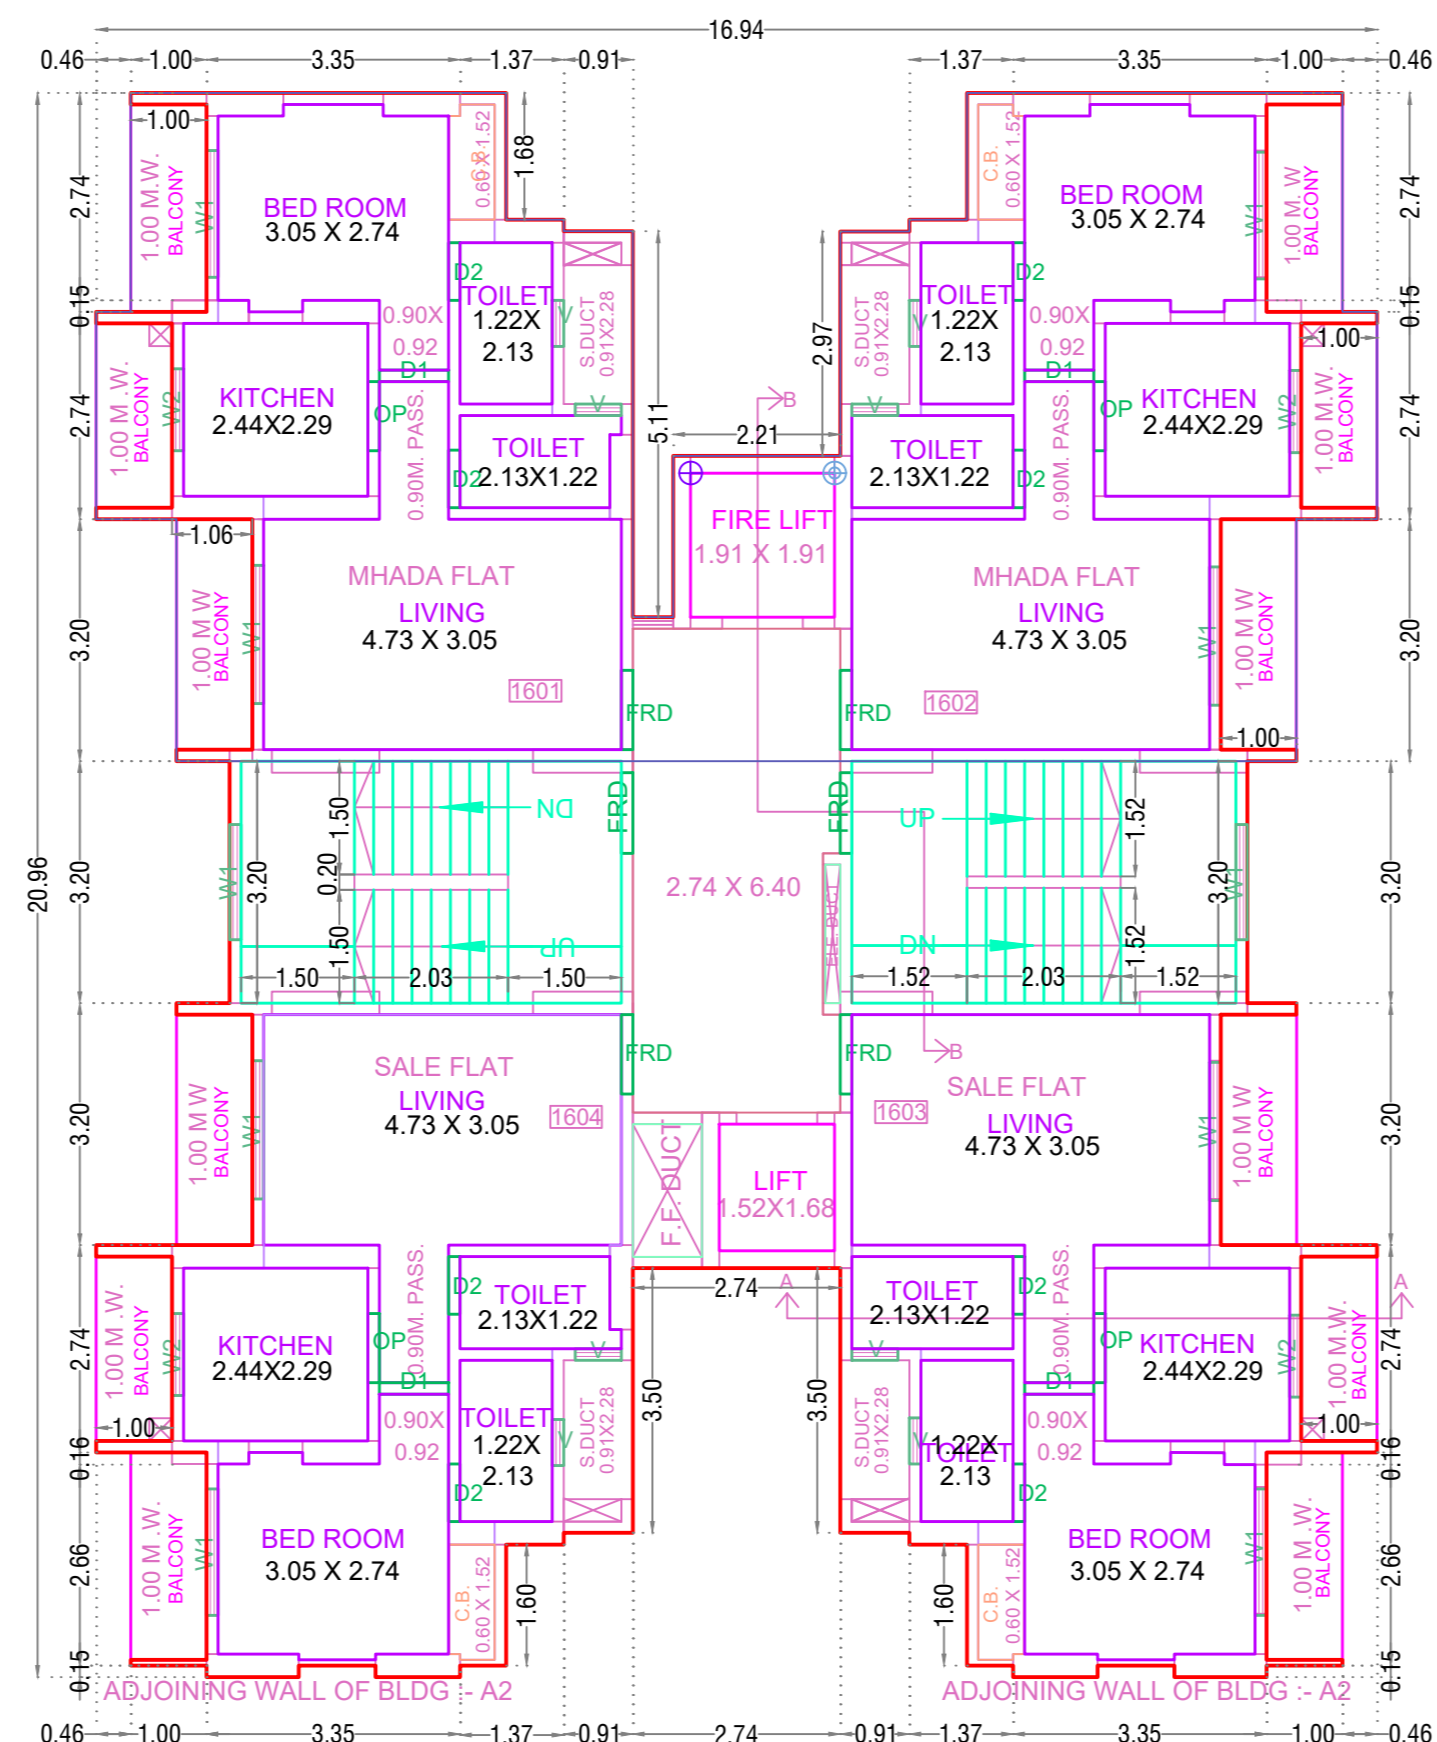 16.94
0.46 1.00 3.35 1.37 0.91 1.37 3.35 1.00 0.46
1.00
1.68
C.B.
0.60 X 1.52
C.B.
0.60 X 1.52
1.00 M.W.
BALCONY
W1
BED ROOM
3.05 X 2.74
BED ROOM
3.05 X 2.74
W1
1.00 M. W
BALCONY
2.74
2.74
0.15
0.15
D2
TOILET
1.22X
2.13
V
S.DUCT
0.91X2.28
2.97
S.DUCT
0.91X2.28
V
TOILET
1.22X
2.13
D2
0.90X
0.92
D1
0.90X
0.92
D1
1.00
1.00 M .W.
BALCONY
W2
KITCHEN
2.44X2.29
OP
0.90M. PASS.
D2
TOILET
2.13X1.22
V
5.11
2.21
B
V
TOILET
2.13X1.22
D2
0.90M. PASS.
OP
KITCHEN
2.44X2.29
W2
1.00 M.W.
BALCONY
2.74
2.74
FIRE LIFT
1.91 X 1.91
1.06
1.00 M W
BALCONY
W1
MHADA FLAT
LIVING
4.73 X 3.05
1601
FRD
MHADA FLAT
LIVING
4.73 X 3.05
1602
FRD
W1
1.00 M W
BALCONY
1.00
3.20
3.20
20.96
3.20
W1
3.20
1.50
0.20
1.50
DN
UP
1.50 2.03 1.50
FRD
2.74 X 6.40
FRD
ELE. DUCT
UP
DN
1.52
1.52
1.52 2.03 1.52
3.20
W1
3.20
FRD
FRD
B
SALE FLAT
LIVING
4.73 X 3.05
1604
SALE FLAT
LIVING
4.73 X 3.05
1603
1.00 M W
BALCONY
W1
W1
1.00 M W
BALCONY
3.20
3.20
F.F. DUCT
LIFT
1.52X1.68
2.74
A
A
D2
TOILET
2.13X1.22
V
TOILET
2.13X1.22
V
D2
1.00 M .W.
BALCONY
1.00
W2
KITCHEN
2.44X2.29
OP
0.90M. PASS.
D1
0.90M. PASS.
OP
D1
KITCHEN
2.44X2.29
W2
1.00 M .W.
BALCONY
1.00
2.74
2.74
0.16
0.16
0.90X
0.92
TOILET
1.22X
2.13
D2
V
S.DUCT
0.91X2.28
3.50
3.50
S.DUCT
0.91X2.28
V
TOILET
1.22X
2.13
D2
0.90X
0.92
1.00 M .W.
BALCONY
W1
BED ROOM
3.05 X 2.74
C.B.
0.60 X 1.52
1.60
1.60
C.B.
0.60 X 1.52
BED ROOM
3.05 X 2.74
W1
1.00 M .W.
BALCONY
2.66
2.66
0.15
0.15
ADJOINING WALL OF BLDG :- A2
ADJOINING WALL OF BLDG :- A2
0.46 1.00 3.35 1.37 0.91 2.74 0.91 1.37 3.35 1.00 0.46